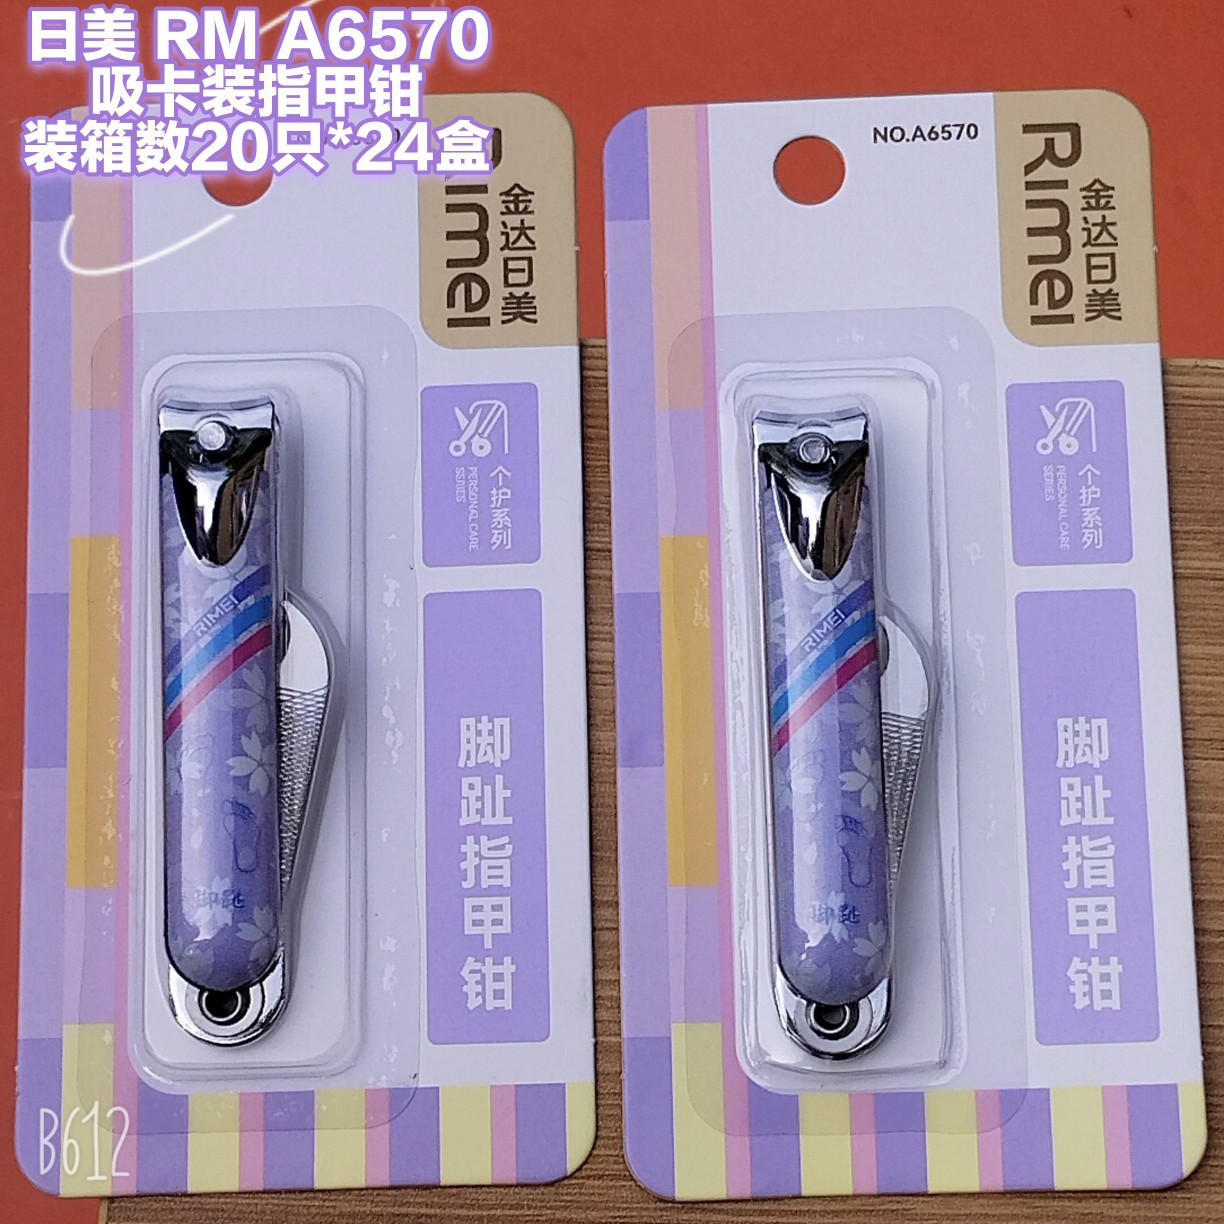 日美 RM A6570
吸卡装指甲钳
装箱数20只*24盒
Rimei
金达日美
个护系列
PERSONAL CARE
SERIES
脚趾指甲钳
RIMEI
脚趾
NO.A6570
Rimei
金达日美
个护系列
PERSONAL CARE
SERIES
脚趾指甲钳
RIMEI
脚趾
B612